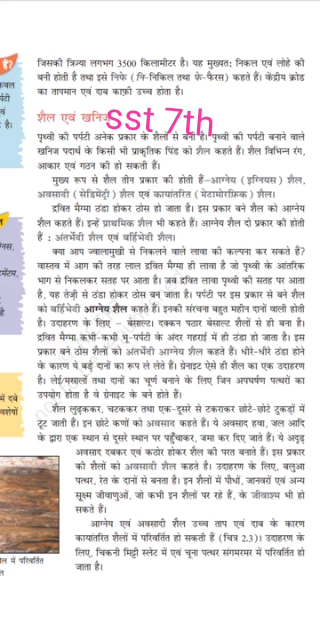 जिसकी त्रिज्या लगभग 3500 किलोमीटर है। यह मुख्यत: निकल एवं लोहे की
बनी होती है तथा इसे निफे (नि-निकिल तथा फे-फैरस) कहते हैं। केंद्रीय क्रोड
का तापमान एवं दाब काफ़ी उच्च होता है।
शैल एवं खनिज
sst 7th
पृथ्वी की पर्पटी अनेक प्रकार के शैलों से बनी है। पृथ्वी की पर्पटी बनाने वाले
खनिज पदार्थ के किसी भी प्राकृतिक पिंड को शैल कहते हैं। शैल विभिन्न रंग,
आकार एवं गठन की हो सकती हैं।
मुख्य रूप से शैल तीन प्रकार की होती हैं–आग्नेय (इग्नियस) शैल,
अवसादी (सेडिमेंट्री) शैल एवं कायांतरित (मेटामोरफ़िक) शैल।
द्रवित मैग्मा ठंडा होकर ठोस हो जाता है। इस प्रकार बने शैल को आग्नेय
शैल कहते हैं। इन्हें प्राथमिक शैल भी कहते हैं। आग्नेय शैल दो प्रकार की होती
हैं : अंतर्भेदी शैल एवं बहिर्भेदी शैल।
क्या आप ज्वालामुखी से निकलने वाले लावा की कल्पना कर सकते हैं?
वास्तव में आग की तरह लाल द्रवित मैग्मा ही लावा है जो पृथ्वी के आंतरिक
भाग से निकलकर सतह पर आता है। जब द्रवित लावा पृथ्वी की सतह पर आता
है, यह तेज़ी से ठंडा होकर ठोस बन जाता है। पर्पटी पर इस प्रकार से बने शैल
को बहिर्भेदी आग्नेय शैल कहते हैं। इनकी संरचना बहुत महीन दानों वाली होती
है। उदाहरण के लिए – बेसाल्ट। दक्कन पठार बेसाल्ट शैलों से ही बना है।
द्रवित मैग्मा कभी-कभी भू-पर्पटी के अंदर गहराई में ही ठंडा हो जाता है। इस
प्रकार बने ठोस शैलों को अंतर्भेदी आग्नेय शैल कहते हैं। धीरे-धीरे ठंडा होने
के कारण ये बड़े दानों का रूप ले लेते हैं। ग्रेनाइट ऐसे ही शैल का एक उदाहरण
है। लेई/मसालों तथा दानों का चूर्ण बनाने के लिए जिन अपघर्षण पत्थरों का
उपयोग होता है वे ग्रेनाइट के बने होते हैं।
शैल लुढ़ककर, चटककर तथा एक-दूसरे से टकराकर छोटे-छोटे टुकड़ों में
टूट जाती हैं। इन छोटे कणों को अवसाद कहते हैं। ये अवसाद हवा, जल आदि
के द्वारा एक स्थान से दूसरे स्थान पर पहुँचाकर, जमा कर दिए जाते हैं। ये अदृढ़
अवसाद दबकर एवं कठोर होकर शैल की परत बनाते हैं। इस प्रकार
की शैलों को अवसादी शैल कहते हैं। उदाहरण के लिए, बलुआ
पत्थर, रेत के दानों से बनता है। इन शैलों में पौधों, जानवरों एवं अन्य
सूक्ष्म जीवाणुओं, जो कभी इन शैलों पर रहे हैं, के जीवाश्म भी हो
सकते हैं।
आग्नेय एवं अवसादी शैल उच्च ताप एवं दाब के कारण
कायांतरित शैलों में परिवर्तित हो सकती हैं (चित्र 2.3)। उदाहरण के
लिए, चिकनी मिट्टी स्लेट में एवं चूना पत्थर संगमरमर में परिवर्तित हो
जाता है।
में परिवर्तित